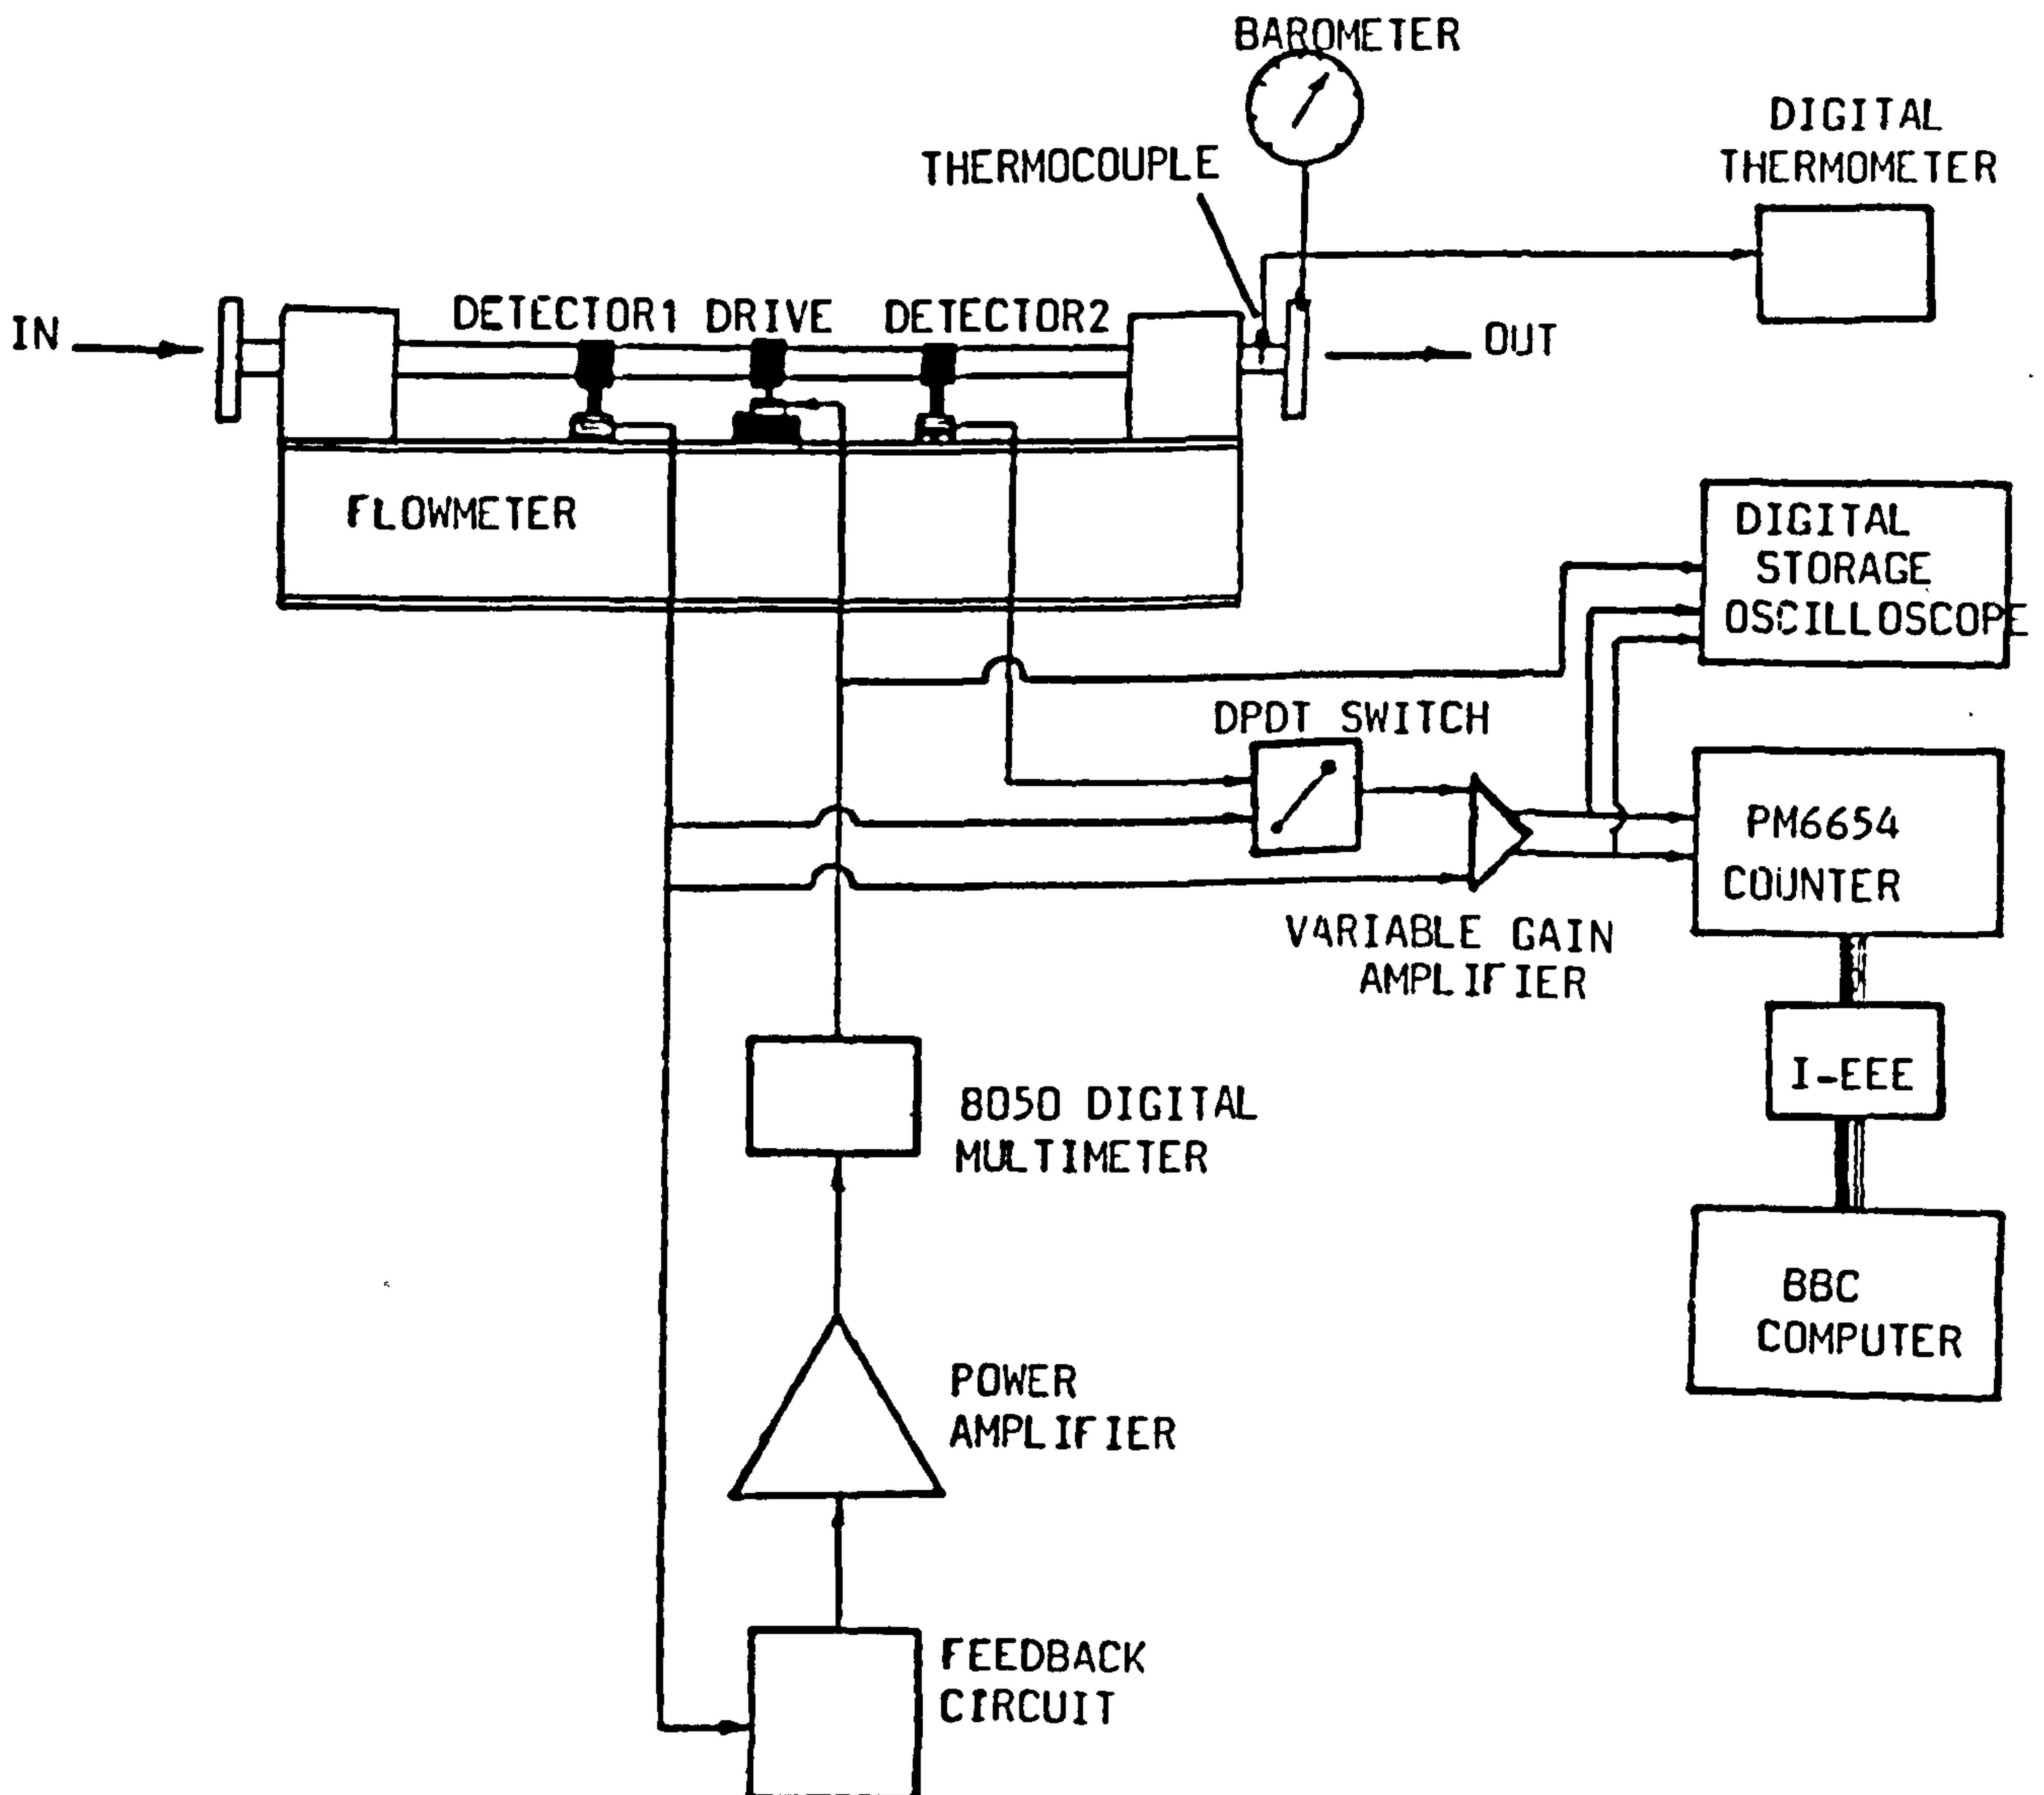 BAROMETER
DIGITAL
THERMOMETER
THERMOCOUPLE
IN
DETECTOR1
DRIVE
DETECTOR2
OUT
FLOWMETER
DIGITAL
STORAGE
OSCILLOSCOPE
DPDT SWITCH
PM6654
COUNTER
VARIABLE GAIN
AMPLIFIER
I-EEE
8050 DIGITAL
MULTIMETER
BBC
COMPUTER
POWER
AMPLIFIER
FEEDBACK
CIRCUIT